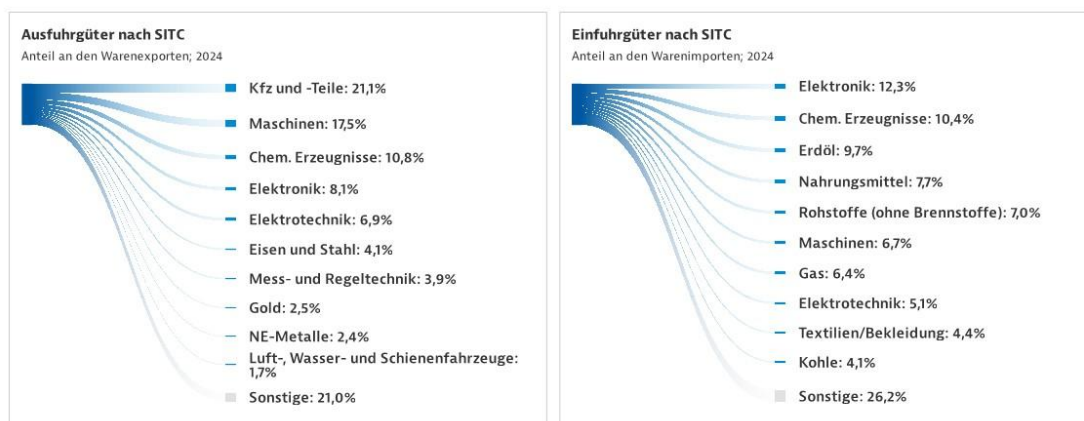 Ausfuhrgüter nach SITC
Anteil an den Warenexporten; 2024
Kfz und -Teile: 21,1%
Maschinen: 17,5%
Chem. Erzeugnisse: 10,8%
Elektronik: 8,1%
Elektrotechnik: 6,9%
Eisen und Stahl: 4,1%
Mess- und Regeltechnik: 3,9%
Gold: 2,5%
NE-Metalle: 2,4%
Luft-, Wasser- und Schienenfahrzeuge:
1,7%
Sonstige: 21,0%
Einfuhrgüter nach SITC
Anteil an den Warenimporten; 2024
Elektronik: 12,3%
Chem. Erzeugnisse: 10,4%
Erdöl: 9,7%
Nahrungsmittel: 7,7%
Rohstoffe (ohne Brennstoffe): 7,0%
Maschinen: 6,7%
Gas: 6,4%
Elektrotechnik: 5,1%
Textilien/Bekleidung: 4,4%
Kohle: 4,1%
Sonstige: 26,2%